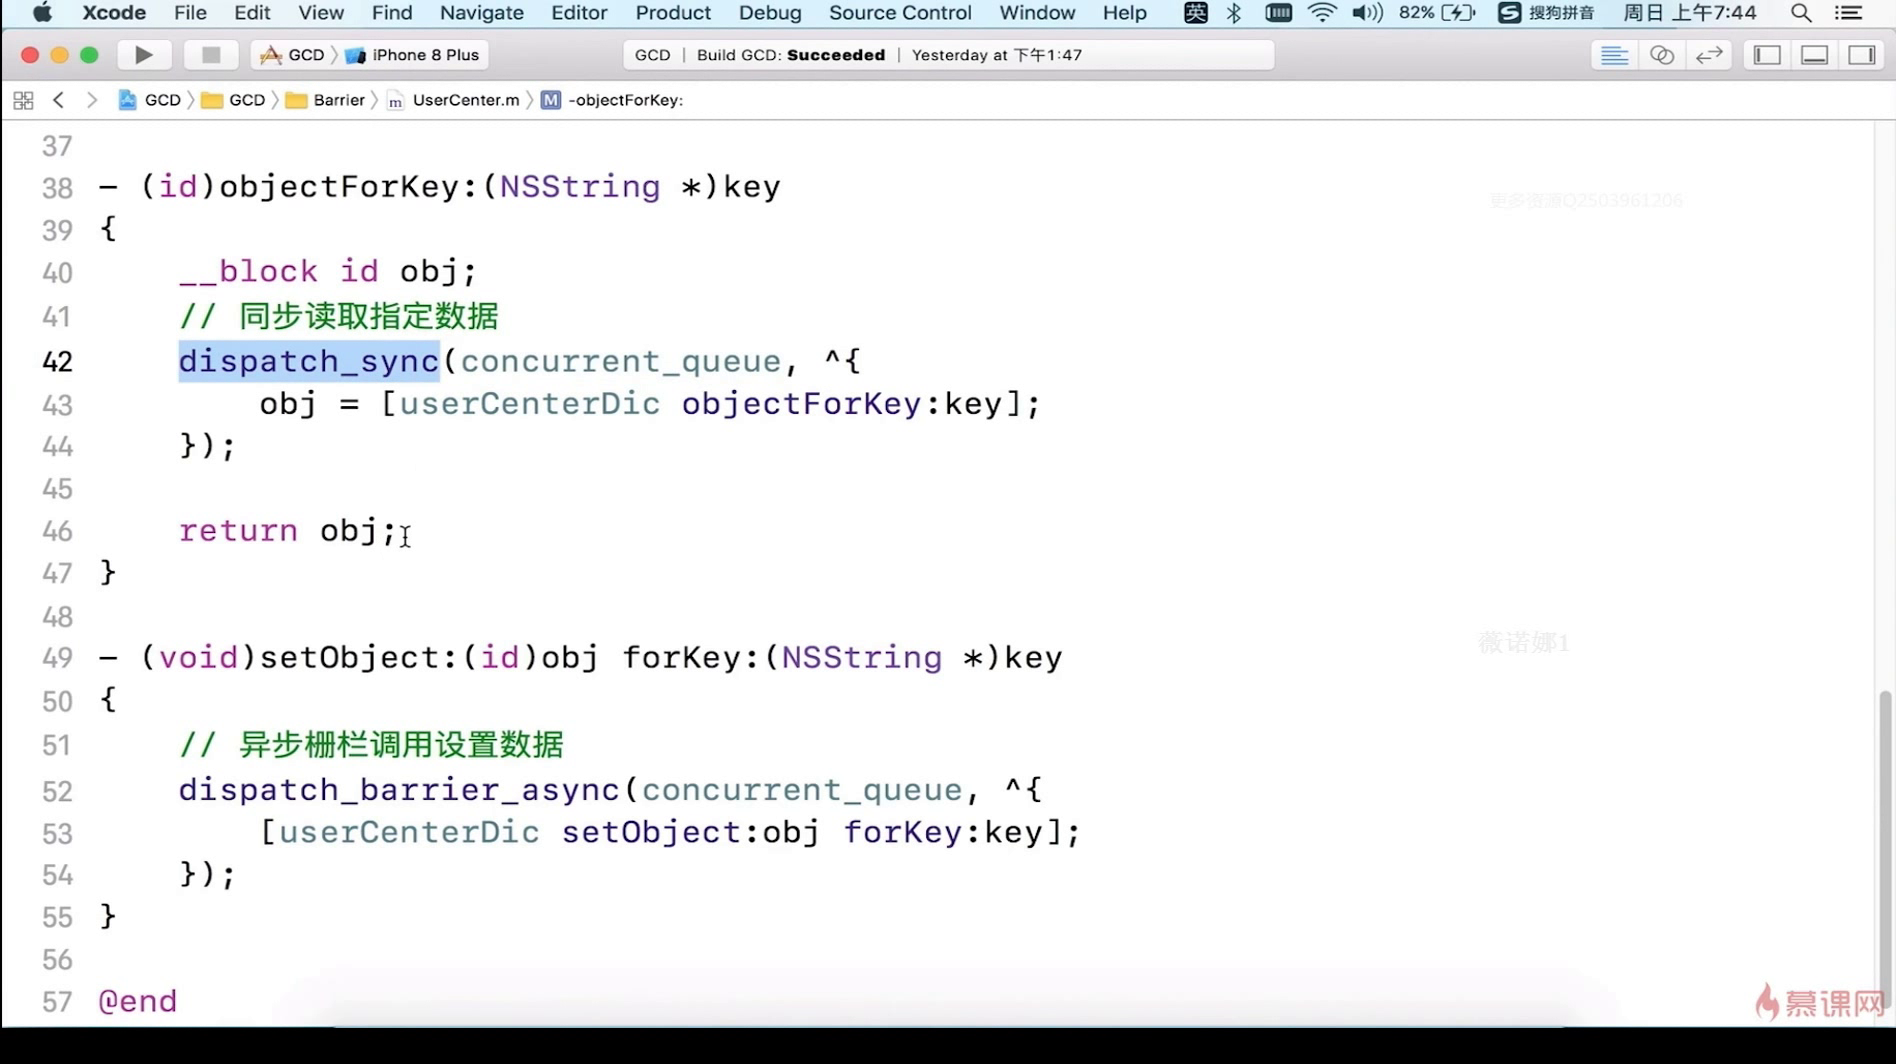 Xcode File Edit View Find Navigate Editor Product Debug Source Control Window Help 英 82% 搜狗拼音 周日 上午7:44
GCD iPhone 8 Plus GCD | Build GCD: Succeeded | Yesterday at 下午1:47
GCD GCD Barrier m UserCenter.m M -objectForKey:
37
38 - (id)objectForKey:(NSString *)key
更多资源Q2503961206
39 {
40 __block id obj;
41 // 同步读取指定数据
42 dispatch_sync(concurrent_queue, ^{
43 obj = [userCenterDic objectForKey:key];
44 });
45
46 return obj;
47 }
48
49 - (void)setObject:(id)obj forKey:(NSString *)key
薇诺娜1
50 {
51 // 异步栅栏调用设置数据
52 dispatch_barrier_async(concurrent_queue, ^{
53 [userCenterDic setObject:obj forKey:key];
54 });
55 }
56
57 @end
慕课网